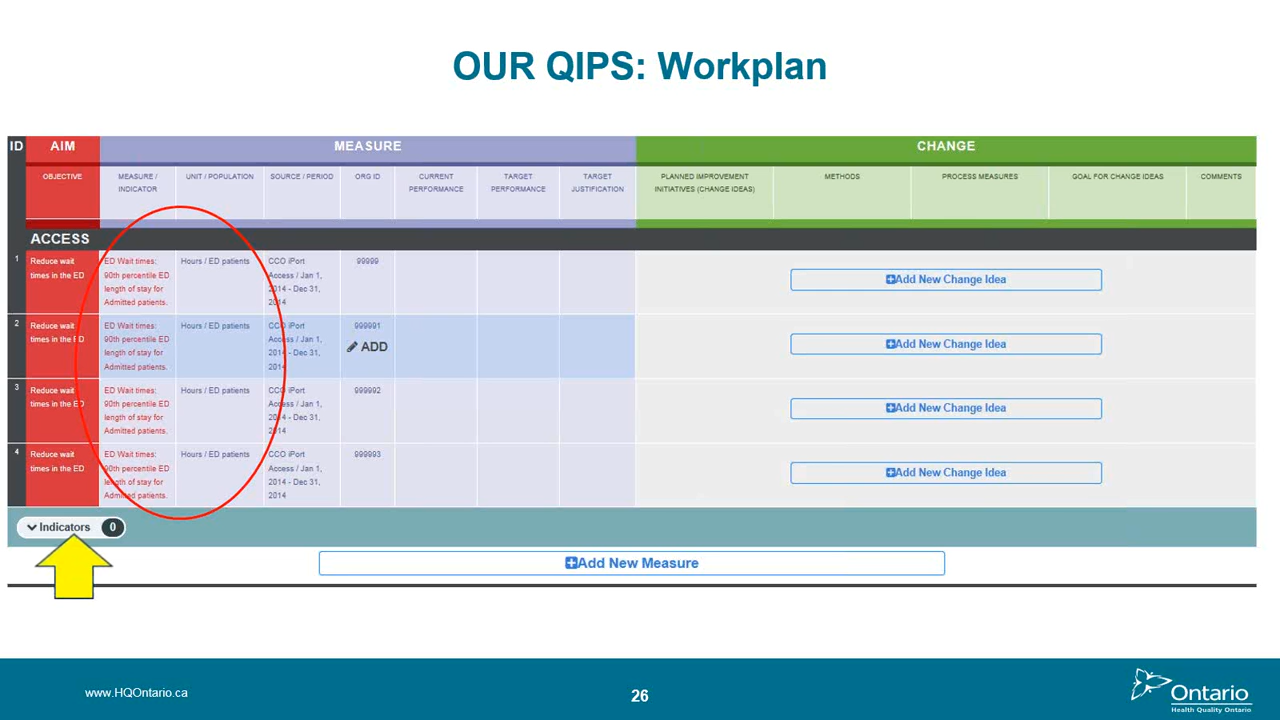 OUR QIPS: Workplan
ID AIM MEASURE CHANGE
OBJECTIVE MEASURE / UNIT / POPULATION SOURCE / PERIOD ORG ID CURRENT TARGET TARGET PLANNED IMPROVEMENT METHODS PROCESS MEASURES GOAL FOR CHANGE IDEAS COMMENTS
INDICATOR PERFORMANCE PERFORMANCE JUSTIFICATION INITIATIVES (CHANGE IDEAS)
ACCESS
1 Reduce wait ED Wait times: Hours / ED patients CCO iPort 99999
times in the ED 90th percentile ED Access / Jan 1, Add New Change Idea
length of stay for 2014 - Dec 31,
Admitted patients. 2014
2 Reduce wait ED Wait times: Hours / ED patients CCO iPort 999991
times in the ED 90th percentile ED Access / Jan 1, ADD Add New Change Idea
length of stay for 2014 - Dec 31,
Admitted patients. 2014
3 Reduce wait ED Wait times: Hours / ED patients CCO iPort 999992
times in the ED 90th percentile ED Access / Jan 1, Add New Change Idea
length of stay for 2014 - Dec 31,
Admitted patients. 2014
4 Reduce wait ED Wait times: Hours / ED patients CCO iPort 999993
times in the ED 90th percentile ED Access / Jan 1, Add New Change Idea
length of stay for 2014 - Dec 31,
Admitted patients. 2014
Indicators 0
Add New Measure
www.HQOntario.ca
26
Ontario
Health Quality Ontario